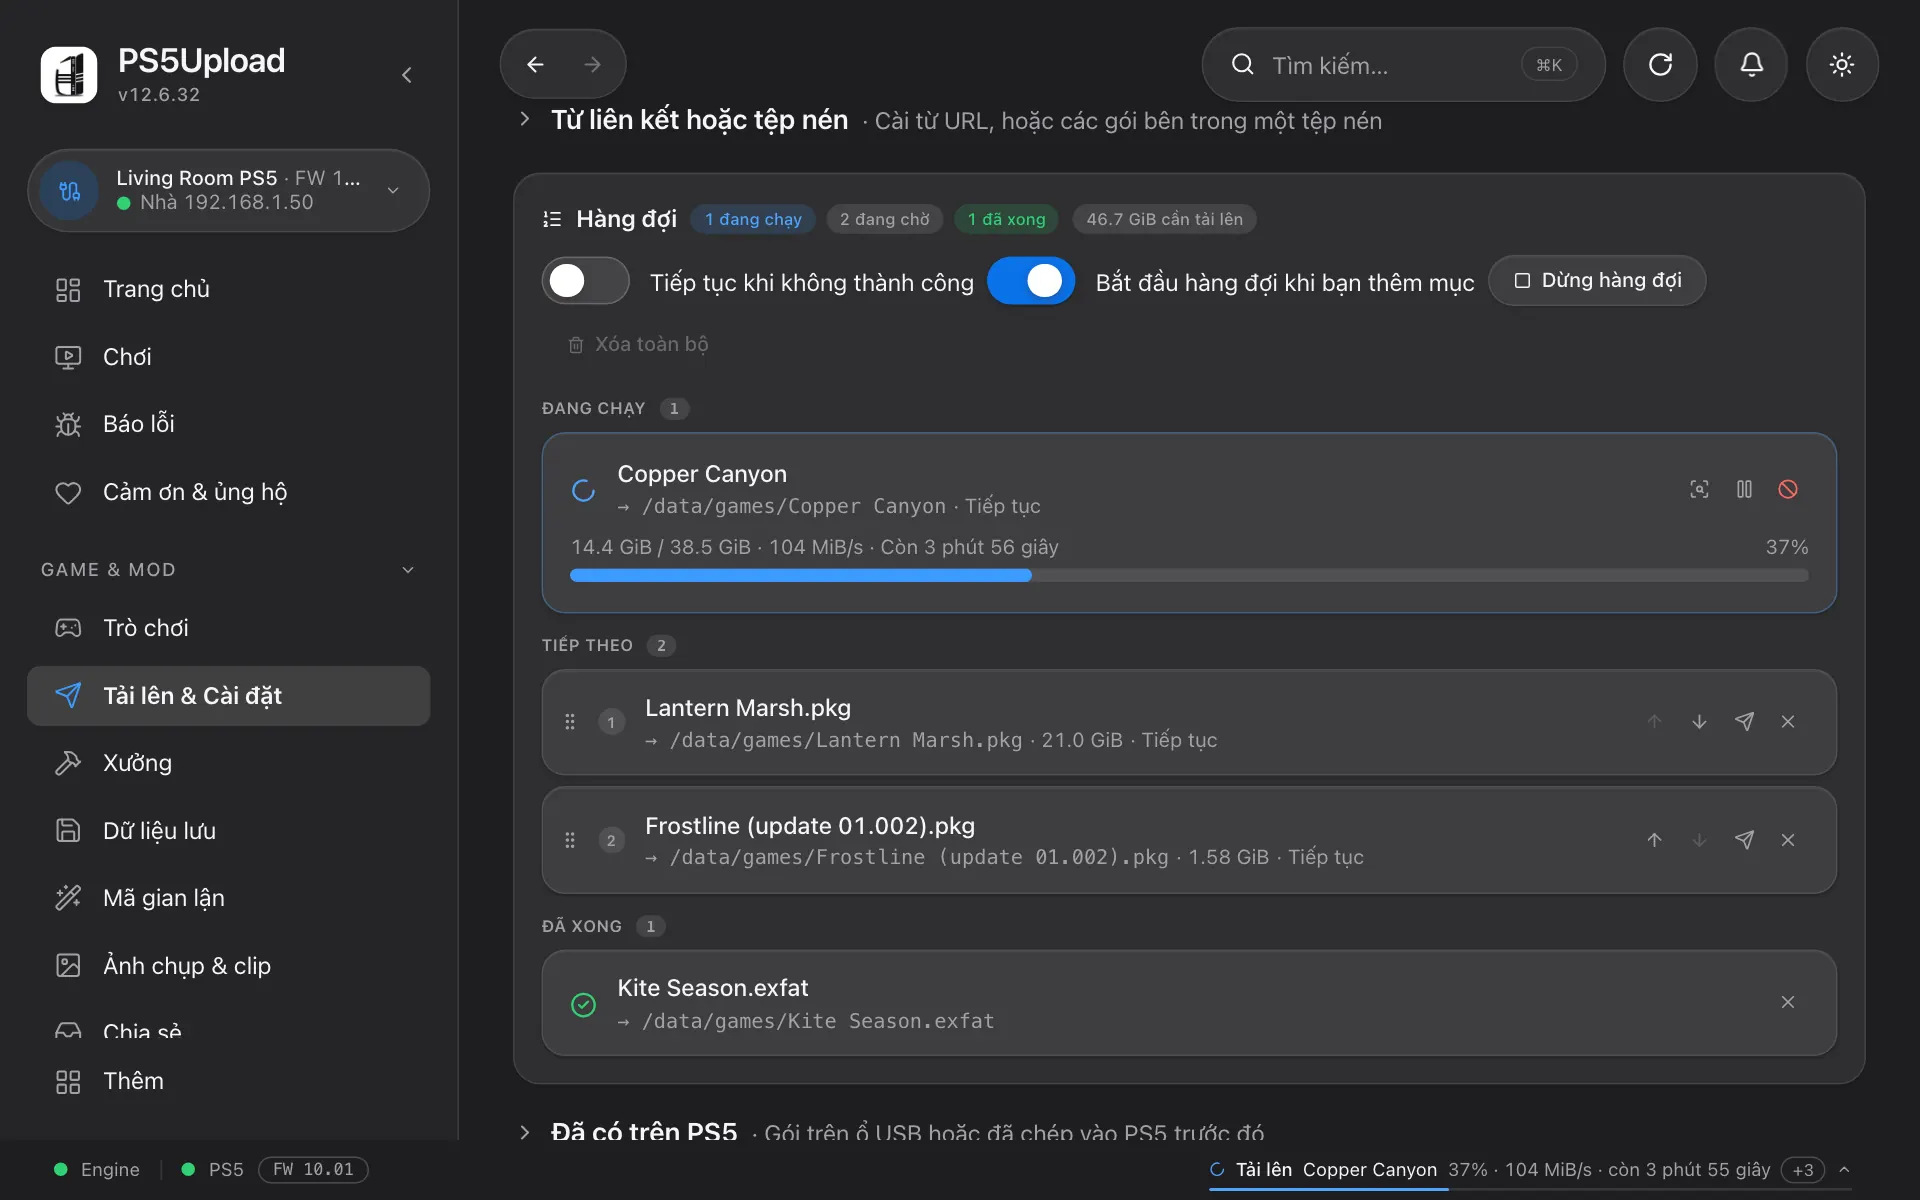 PS5Upload
v12.6.32
Living Room PS5 · FW 1...
Nhà 192.168.1.50
Trang chủ
Chơi
Báo lỗi
Cảm ơn & ủng hộ
GAME & MOD
Trò chơi
Tải lên & Cài đặt
Xưởng
Dữ liệu lưu
Mã gian lận
Ảnh chụp & clip
Chia sẻ
Thêm
Tìm kiếm... ⌘K
Từ liên kết hoặc tệp nén · Cài từ URL, hoặc các gói bên trong một tệp nén
Hàng đợi 1 đang chạy 2 đang chờ 1 đã xong 46.7 GiB cần tải lên
Tiếp tục khi không thành công Bắt đầu hàng đợi khi bạn thêm mục Dừng hàng đợi
Xóa toàn bộ
ĐANG CHẠY 1
Copper Canyon
→ /data/games/Copper Canyon · Tiếp tục
14.4 GiB / 38.5 GiB · 104 MiB/s · Còn 3 phút 56 giây 37%
TIẾP THEO 2
1 Lantern Marsh.pkg
→ /data/games/Lantern Marsh.pkg · 21.0 GiB · Tiếp tục
2 Frostline (update 01.002).pkg
→ /data/games/Frostline (update 01.002).pkg · 1.58 GiB · Tiếp tục
ĐÃ XONG 1
Kite Season.exfat
→ /data/games/Kite Season.exfat
Đã có trên PS5 · Gói trên ổ USB hoặc đã chép vào PS5 trước đó
Engine PS5 FW 10.01
Tải lên Copper Canyon 37% · 104 MiB/s · còn 3 phút 55 giây +3